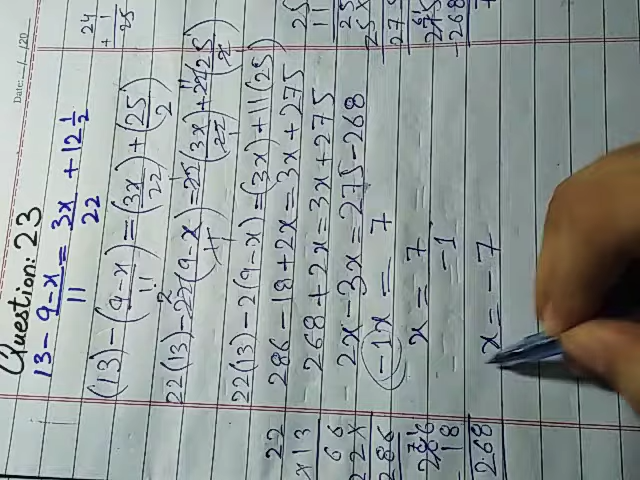 Date: _/_/20__
Question: 23
13 - 9-x/11 = 3x/22 + 12 1/2
(13) - (9-x/11) = (3x/22) + (25/2)
22(13) - 22(9-x/11) = 22(3x/22) + 22(25/2)
22(13) - 2(9-x) = (3x) + 11(25)
286 - 18 + 2x = 3x + 275
268 + 2x = 3x + 275
2x - 3x = 275 - 268
-1x = 7
x = 7/-1
x = -7
24
+ 1
25
22
x 13
66
22x
286
286
- 18
268
25
11
25
25x
275
275
-268
7